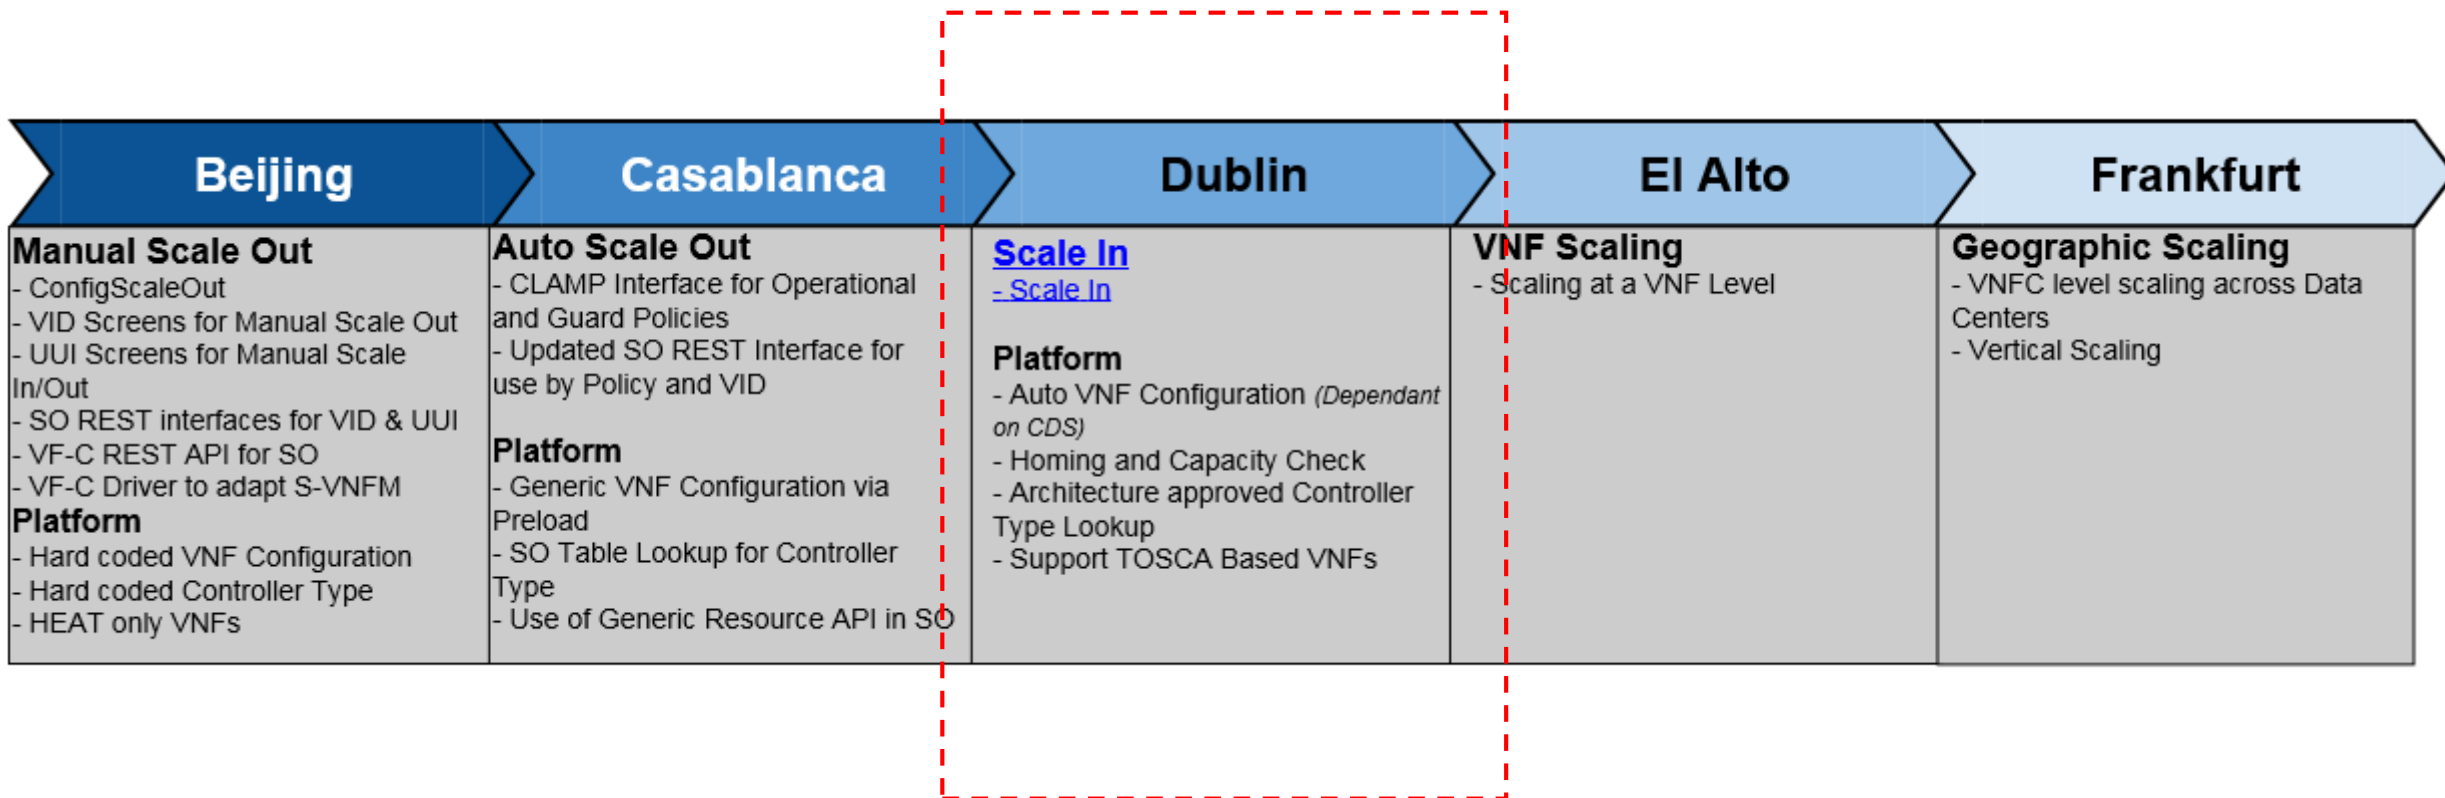 Beijing
Casablanca
Dublin
El Alto
Frankfurt
Manual Scale Out
- ConfigScaleOut
- VID Screens for Manual Scale Out
- UUI Screens for Manual Scale
In/Out
- SO REST interfaces for VID & UUI
- VF-C REST API for SO
- VF-C Driver to adapt S-VNFM
Platform
- Hard coded VNF Configuration
- Hard coded Controller Type
- HEAT only VNFs
Auto Scale Out
- CLAMP Interface for Operational
and Guard Policies
- Updated SO REST Interface for
use by Policy and VID
Platform
- Generic VNF Configuration via
Preload
- SO Table Lookup for Controller
Type
- Use of Generic Resource API in SO
Scale In
- Scale In
Platform
- Auto VNF Configuration (Dependant
on CDS)
- Homing and Capacity Check
- Architecture approved Controller
Type Lookup
- Support TOSCA Based VNFs
VNF Scaling
- Scaling at a VNF Level
Geographic Scaling
- VNFC level scaling across Data
Centers
- Vertical Scaling